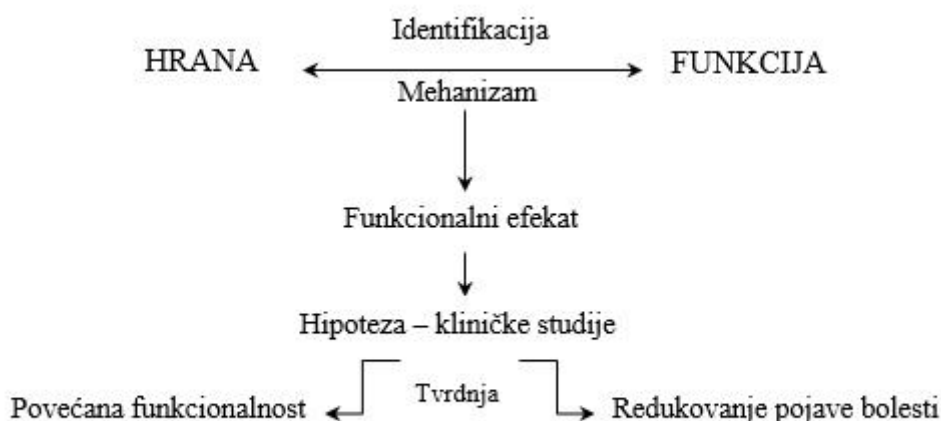 Identifikacija
HRANA
FUNKCIJA
Mehanizam
Funkcionalni efekat
Hipoteza – kliničke studije
Tvrdnja
Povećana funkcionalnost
Redukovanje pojave bolesti